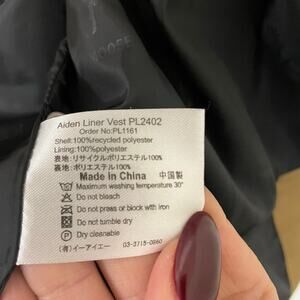 Aiden Liner Vest PL2402
Order No:PL1161
Shell:100%recycled polyester
Lining:100%polyester
表地:リサイクルポリエステル100%
裏地:ポリエステル100%
Made in China 中国製
Maximum washing temperature 30°
Do not bleach
Do not press or block with iron
Do not tumble dry
P Dry cleanable
(有)イーアイエー 03-3715-0860